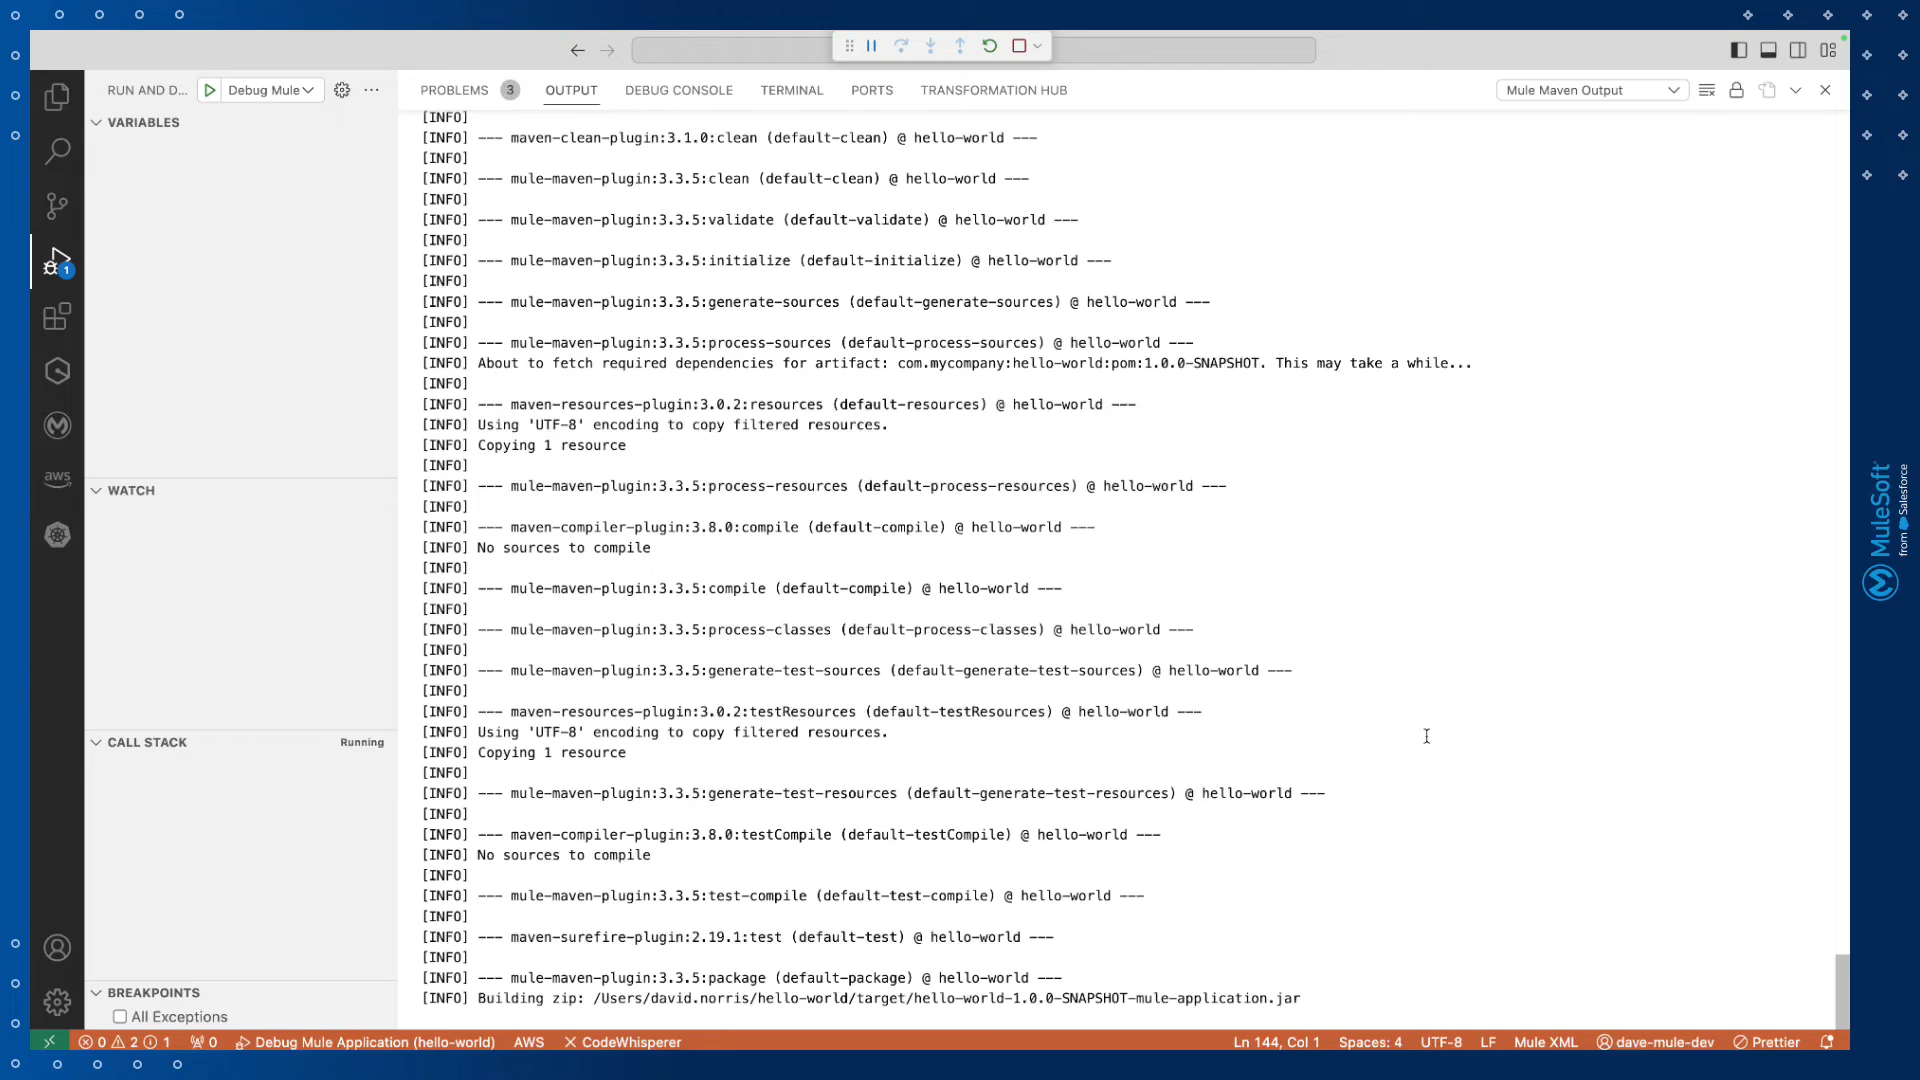 RUN AND D...
Debug Mule
PROBLEMS 3 OUTPUT DEBUG CONSOLE TERMINAL PORTS TRANSFORMATION HUB
Mule Maven Output
VARIABLES
WATCH
CALL STACK
Running
BREAKPOINTS
All Exceptions
1
aws
[INFO]
[INFO] --- maven-clean-plugin:3.1.0:clean (default-clean) @ hello-world ---
[INFO]
[INFO] --- mule-maven-plugin:3.3.5:clean (default-clean) @ hello-world ---
[INFO]
[INFO] --- mule-maven-plugin:3.3.5:validate (default-validate) @ hello-world ---
[INFO]
[INFO] --- mule-maven-plugin:3.3.5:initialize (default-initialize) @ hello-world ---
[INFO]
[INFO] --- mule-maven-plugin:3.3.5:generate-sources (default-generate-sources) @ hello-world ---
[INFO]
[INFO] --- mule-maven-plugin:3.3.5:process-sources (default-process-sources) @ hello-world ---
[INFO] About to fetch required dependencies for artifact: com.mycompany:hello-world:pom:1.0.0-SNAPSHOT. This may take a while...
[INFO]
[INFO] --- maven-resources-plugin:3.0.2:resources (default-resources) @ hello-world ---
[INFO] Using 'UTF-8' encoding to copy filtered resources.
[INFO] Copying 1 resource
[INFO]
[INFO] --- mule-maven-plugin:3.3.5:process-resources (default-process-resources) @ hello-world ---
[INFO]
[INFO] --- maven-compiler-plugin:3.8.0:compile (default-compile) @ hello-world ---
[INFO] No sources to compile
[INFO]
[INFO] --- mule-maven-plugin:3.3.5:compile (default-compile) @ hello-world ---
[INFO]
[INFO] --- mule-maven-plugin:3.3.5:process-classes (default-process-classes) @ hello-world ---
[INFO]
[INFO] --- mule-maven-plugin:3.3.5:generate-test-sources (default-generate-test-sources) @ hello-world ---
[INFO]
[INFO] --- maven-resources-plugin:3.0.2:testResources (default-testResources) @ hello-world ---
[INFO] Using 'UTF-8' encoding to copy filtered resources.
[INFO] Copying 1 resource
[INFO]
[INFO] --- mule-maven-plugin:3.3.5:generate-test-resources (default-generate-test-resources) @ hello-world ---
[INFO]
[INFO] --- maven-compiler-plugin:3.8.0:testCompile (default-testCompile) @ hello-world ---
[INFO] No sources to compile
[INFO]
[INFO] --- mule-maven-plugin:3.3.5:test-compile (default-test-compile) @ hello-world ---
[INFO]
[INFO] --- maven-surefire-plugin:2.19.1:test (default-test) @ hello-world ---
[INFO]
[INFO] --- mule-maven-plugin:3.3.5:package (default-package) @ hello-world ---
[INFO] Building zip: /Users/david.norris/hello-world/target/hello-world-1.0.0-SNAPSHOT-mule-application.jar
0 2 1 0 Debug Mule Application (hello-world) AWS CodeWhisperer Ln 144, Col 1 Spaces: 4 UTF-8 LF Mule XML dave-mule-dev Prettier
MuleSoft
from Salesforce